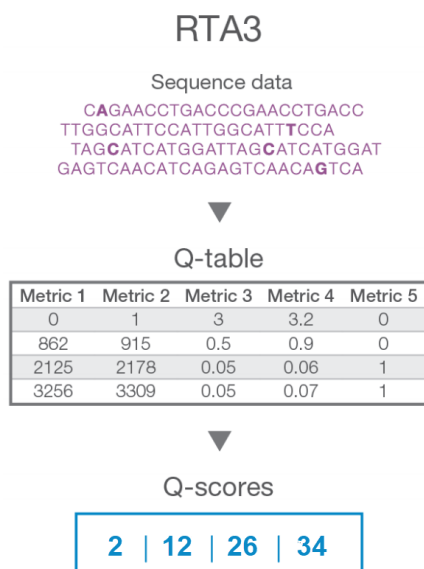 RTA3
Sequence data
CAGAACCTGACCCGAACCTGACC
TTGGCATTCCATTGGCATTTCCA
TAGCATCATGGATTAGCATCATGGAT
GAGTCAACATCAGAGTCAACAGTCA
Q-table
Metric 1 Metric 2 Metric 3 Metric 4 Metric 5
0 1 3 3.2 0
862 915 0.5 0.9 0
2125 2178 0.05 0.06 1
3256 3309 0.05 0.07 1
Q-scores
2 | 12 | 26 | 34